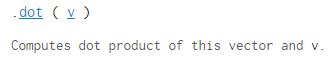 .dot ( v )
Computes dot product of this vector and v.